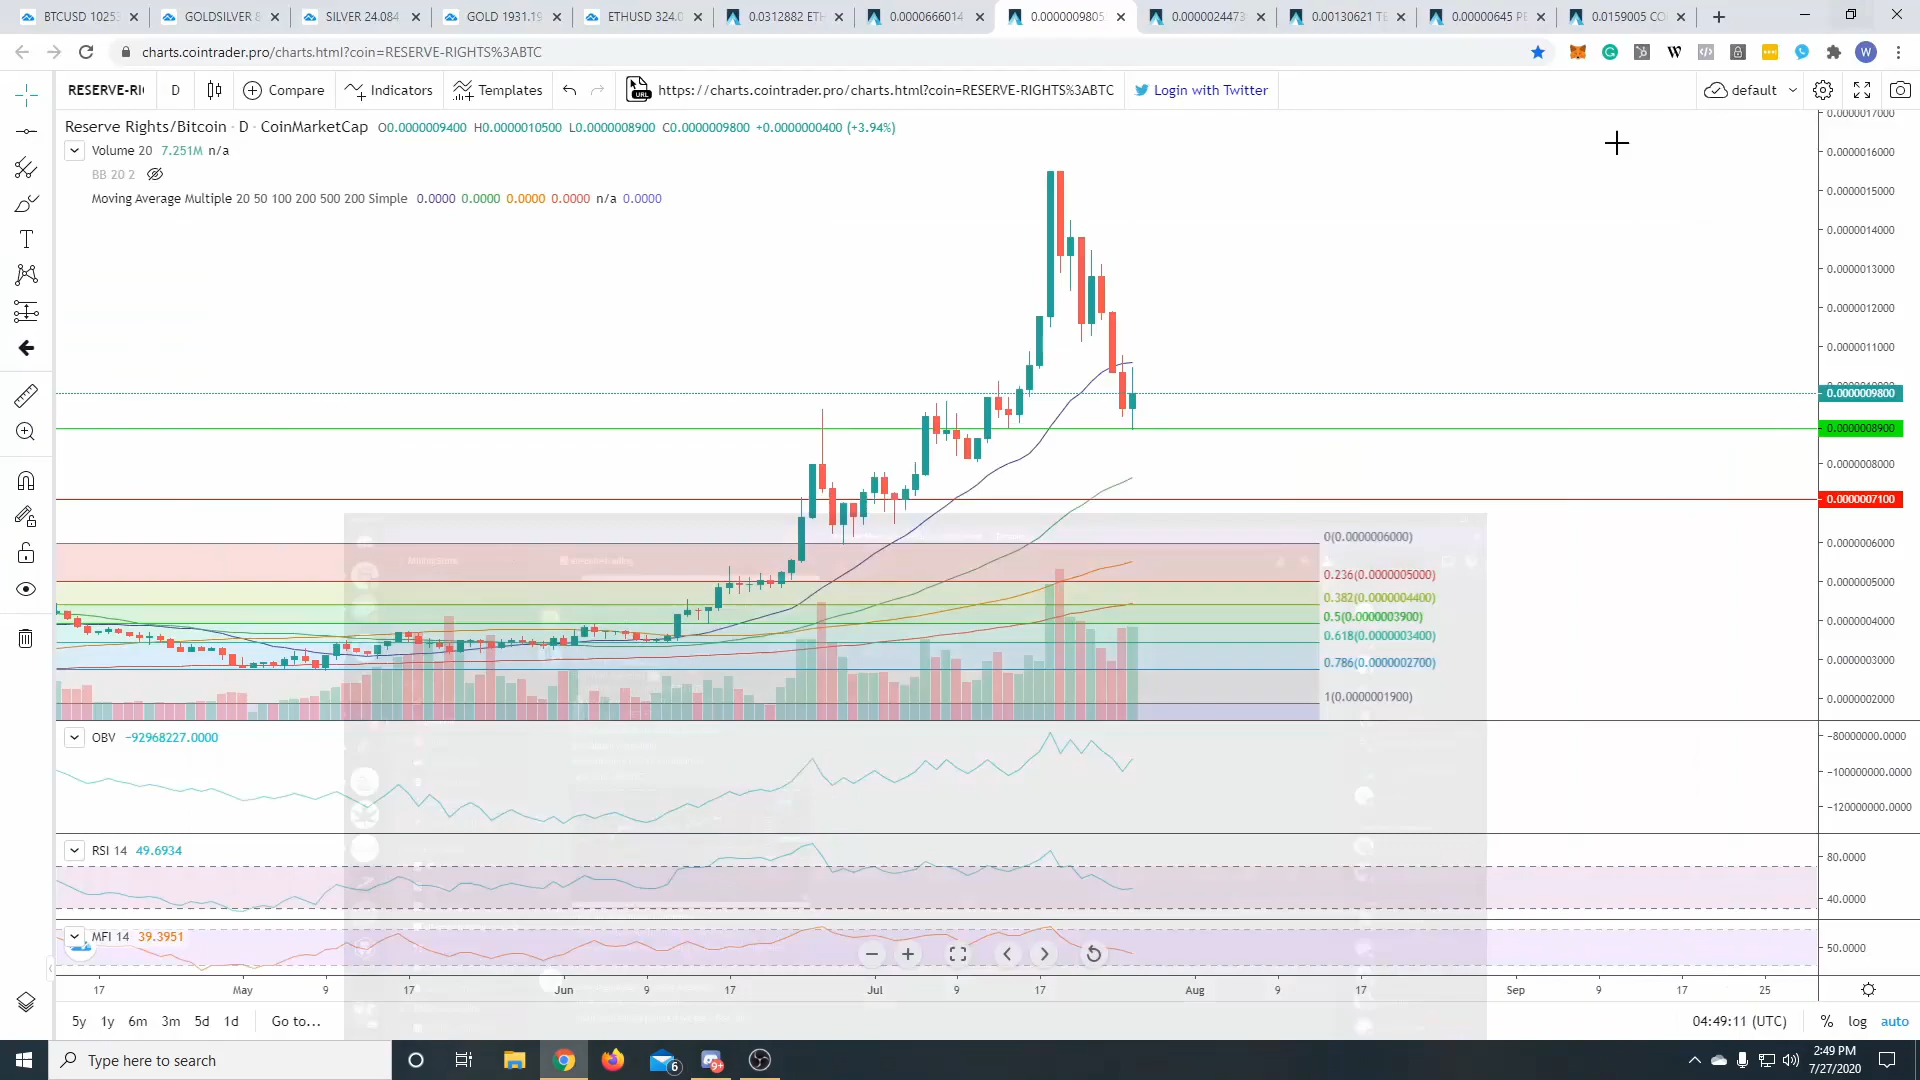 BTCUSD 1025
GOLDSILVER 8
SILVER 24.084
GOLD 1931.19
ETHUSD 324.0
0.0312882 ETH
0.0000666014
0.0000009805
0.00000244730
0.00130621 TE
0.00000645 PE
0.0159005 CO
charts.cointrader.pro/charts.html?coin=RESERVE-RIGHTS%3ABTC
W
RESERVE-RI
D
Compare
Indicators
Templates
URL
https://charts.cointrader.pro/charts.html?coin=RESERVE-RIGHTS%3ABTC
Login with Twitter
default
Reserve Rights/Bitcoin · D · CoinMarketCap O0.0000009400 H0.0000010500 L0.0000008900 C0.0000009800 +0.0000000400 (+3.94%)
Volume 20 7.251M n/a
BB 20 2
Moving Average Multiple 20 50 100 200 500 200 Simple 0.0000 0.0000 0.0000 0.0000 n/a 0.0000
0.0000017000
0.0000016000
0.0000015000
0.0000014000
0.0000013000
0.0000012000
0.0000011000
0.0000009800
0.0000008900
0.0000008000
0.0000007100
0.0000006000
0.0000005000
0.0000004000
0.0000003000
0.0000002000
0(0.0000006000)
0.236(0.0000005000)
0.382(0.0000004400)
0.5(0.0000003900)
0.618(0.0000003400)
0.786(0.0000002700)
1(0.0000001900)
OBV −92968227.0000
−80000000.0000
−100000000.0000
−120000000.0000
RSI 14 49.6934
80.0000
40.0000
MFI 14 39.3951
50.0000
17 May 9 17 Jun 9 17 Jul 9 17 Aug 9 17 Sep 9 17 25
5y 1y 6m 3m 5d 1d Go to...
04:49:11 (UTC) % log auto
Type here to search
6
9+
2:49 PM
7/27/2020